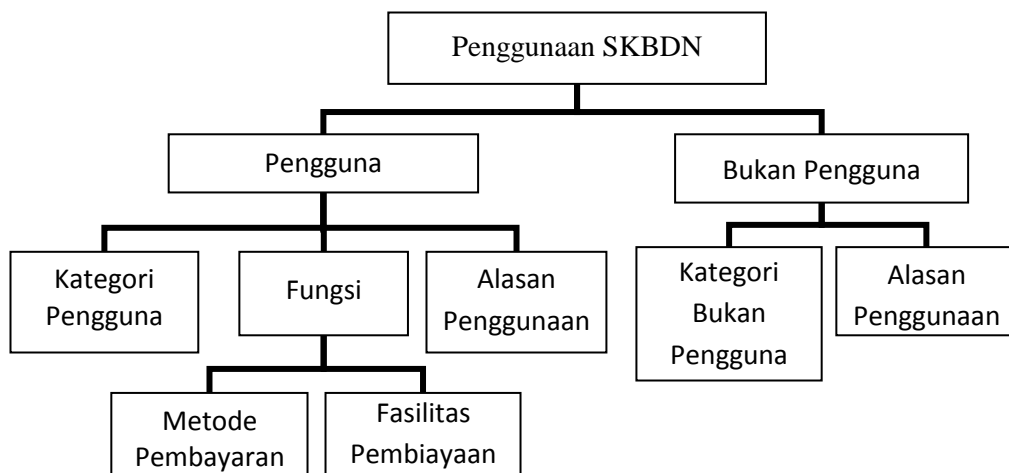 Penggunaan SKBDN
Pengguna
Bukan Pengguna
Kategori
Pengguna
Fungsi
Alasan
Penggunaan
Kategori
Bukan
Pengguna
Alasan
Penggunaan
Metode
Pembayaran
Fasilitas
Pembiayaan